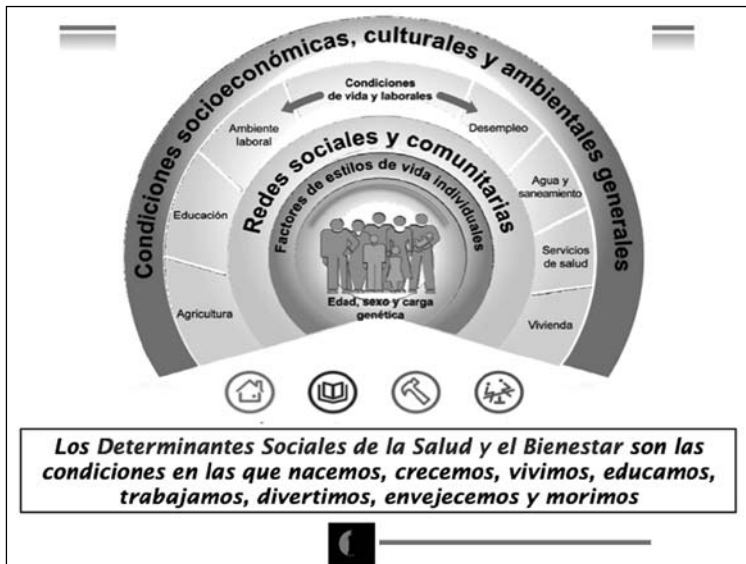 Condiciones socioeconómicas, culturales y ambientales generales
Condiciones
de vida y laborales
Ambiente
laboral
Desempleo
Redes sociales y comunitarias
Factores de estilos de vida individuales
Educación
Agua y
saneamiento
Servicios
de salud
Agricultura
Vivienda
Edad, sexo y carga
genética
Los Determinantes Sociales de la Salud y el Bienestar son las
condiciones en las que nacemos, crecemos, vivimos, educamos,
trabajamos, divertimos, envejecemos y morimos